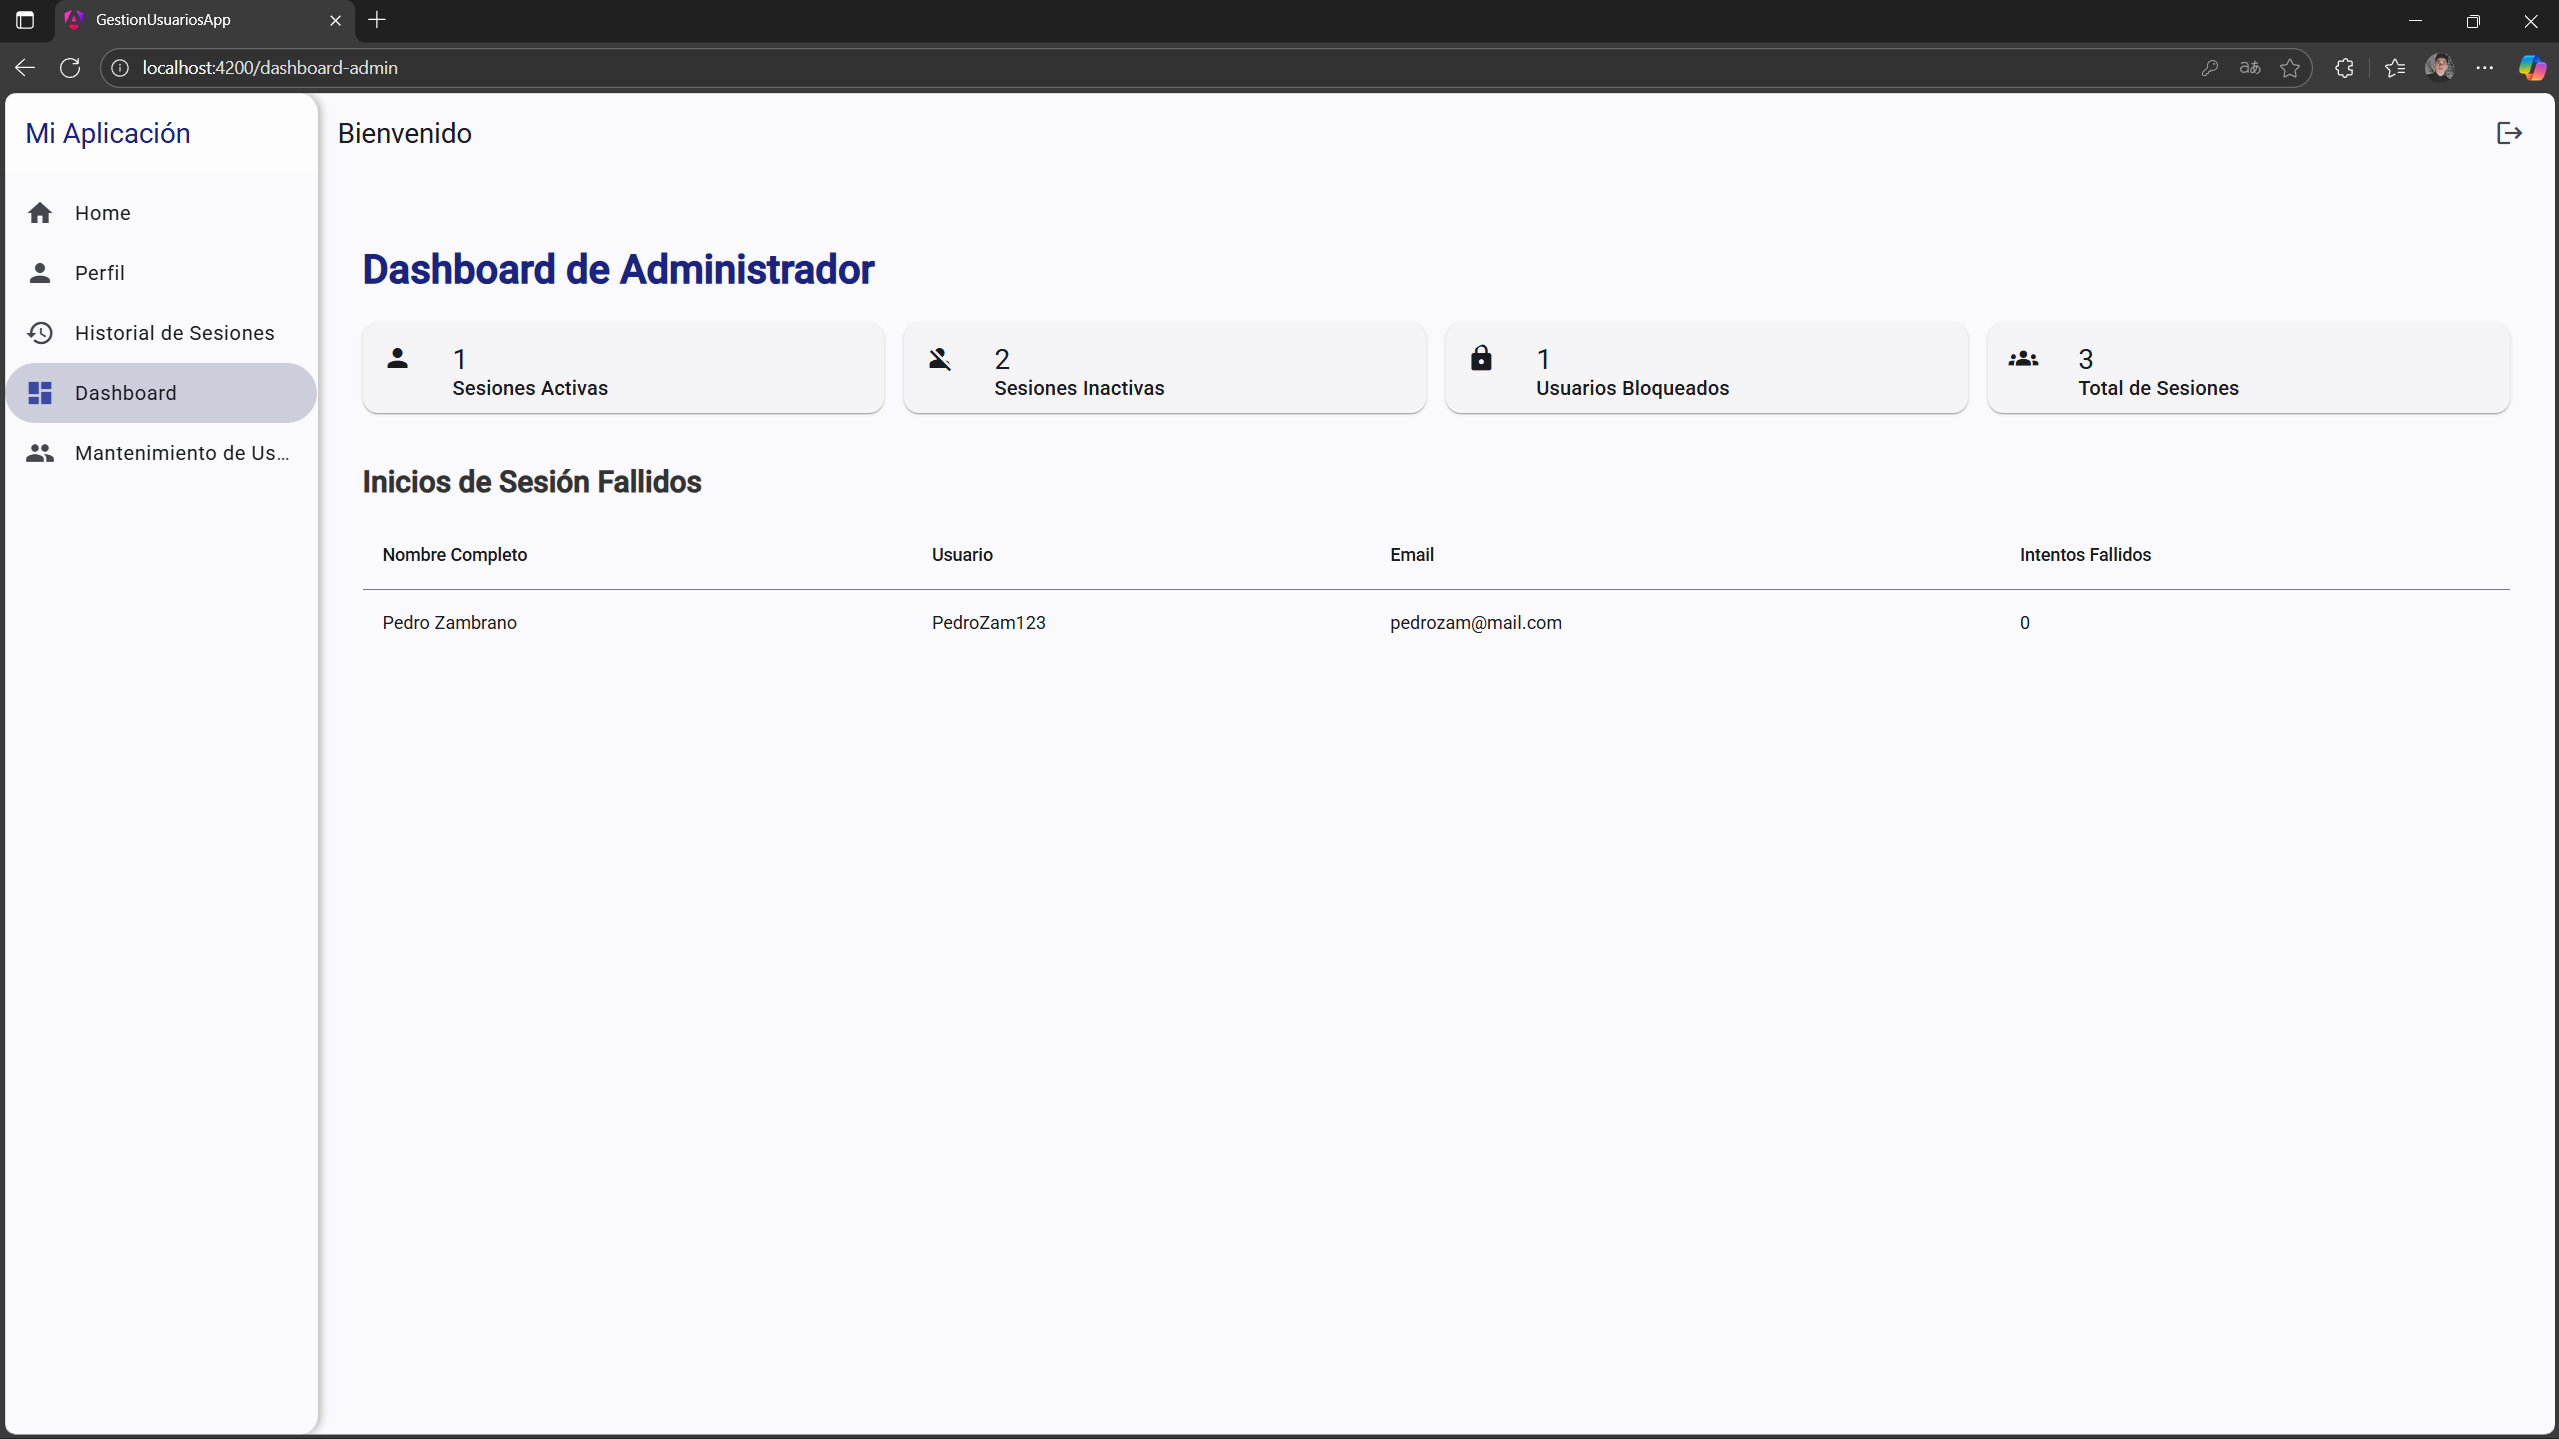 GestionUsuariosApp
localhost:4200/dashboard-admin
Mi Aplicación
Bienvenido
Home
Perfil
Historial de Sesiones
Dashboard
Mantenimiento de Us...
Dashboard de Administrador
1
Sesiones Activas
2
Sesiones Inactivas
1
Usuarios Bloqueados
3
Total de Sesiones
Inicios de Sesión Fallidos
Nombre Completo Usuario Email Intentos Fallidos
Pedro Zambrano PedroZam123 pedrozam@mail.com 0